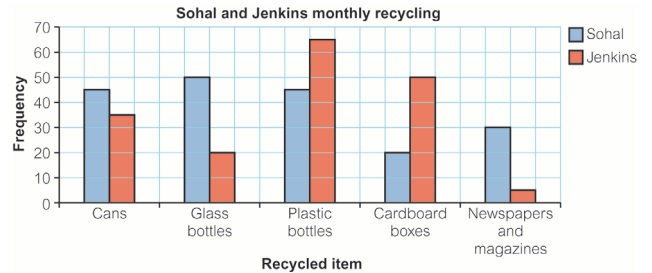 Sohal and Jenkins monthly recycling
70
60
50
40
30
20
10
0
Frequency
Sohal
Jenkins
Cans
Glass
bottles
Plastic
bottles
Cardboard
boxes
Newspapers
and
magazines
Recycled item